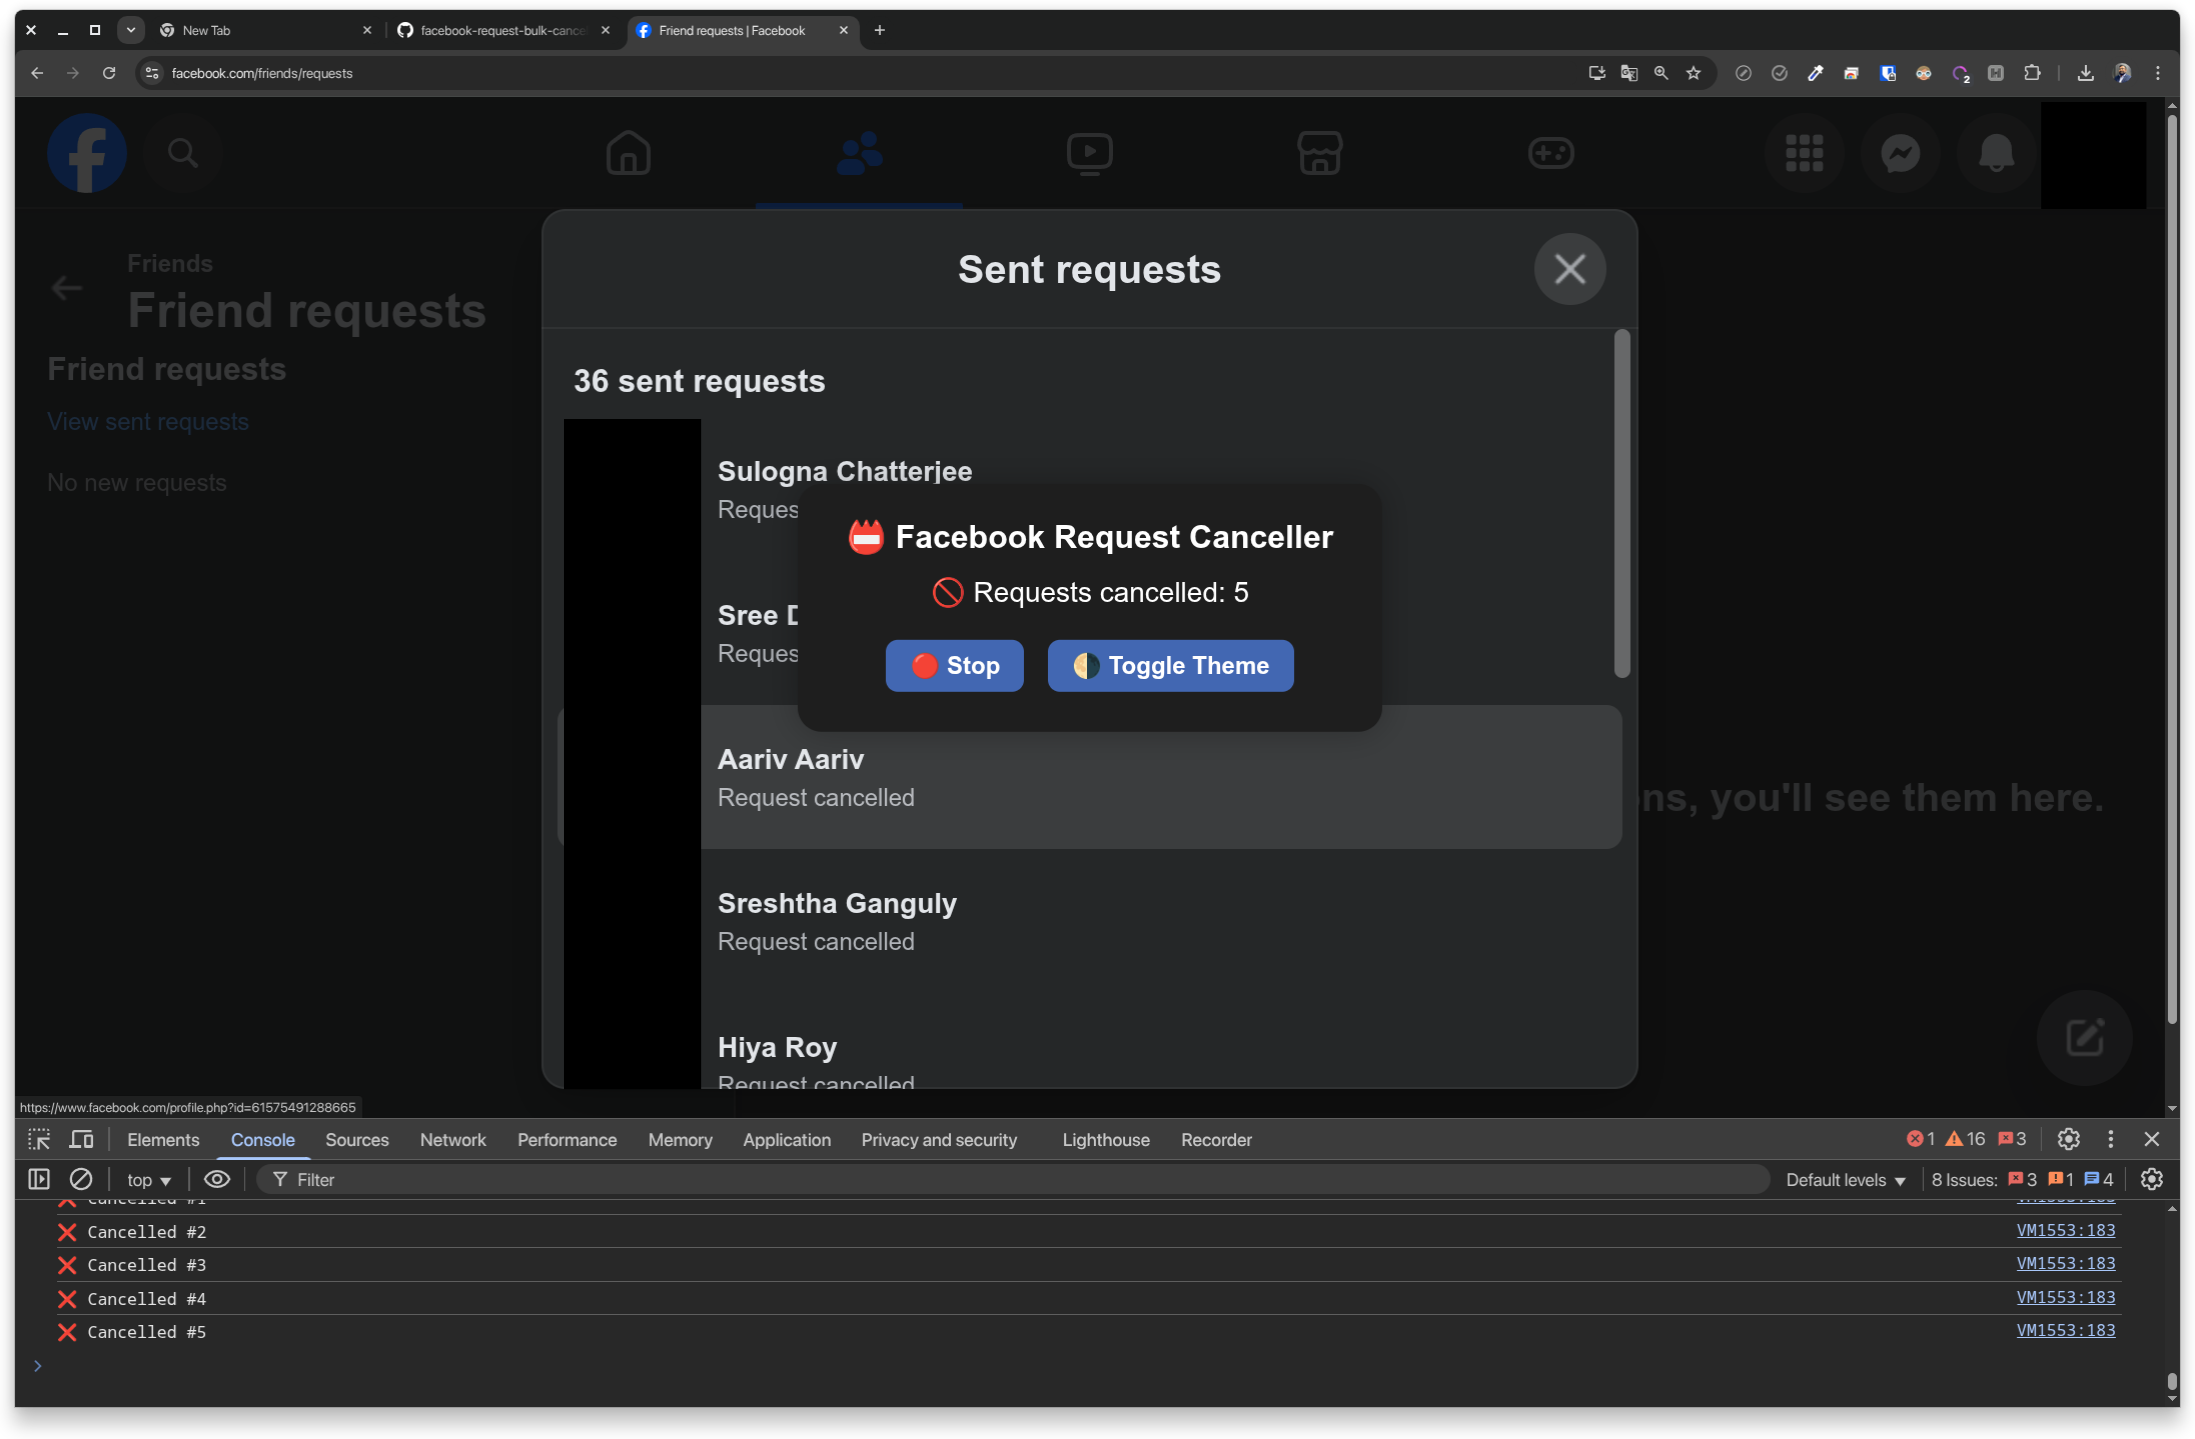 New Tab
facebook-request-bulk-cance
Friend requests | Facebook
facebook.com/friends/requests
2
Friends
Friend requests
Friend requests
View sent requests
No new requests
Sent requests
36 sent requests
Sulogna Chatterjee
Reques
Sree D
Reques
Facebook Request Canceller
Requests cancelled: 5
Stop
Toggle Theme
Aariv Aariv
Request cancelled
ns, you'll see them here.
Sreshtha Ganguly
Request cancelled
Hiya Roy
Request cancelled
https://www.facebook.com/profile.php?id=61575491288665
Elements Console Sources Network Performance Memory Application Privacy and security Lighthouse Recorder 1 16 3
top Filter Default levels 8 Issues: 3 1 4
Cancelled #1 VM1553:183
Cancelled #2 VM1553:183
Cancelled #3 VM1553:183
Cancelled #4 VM1553:183
Cancelled #5 VM1553:183